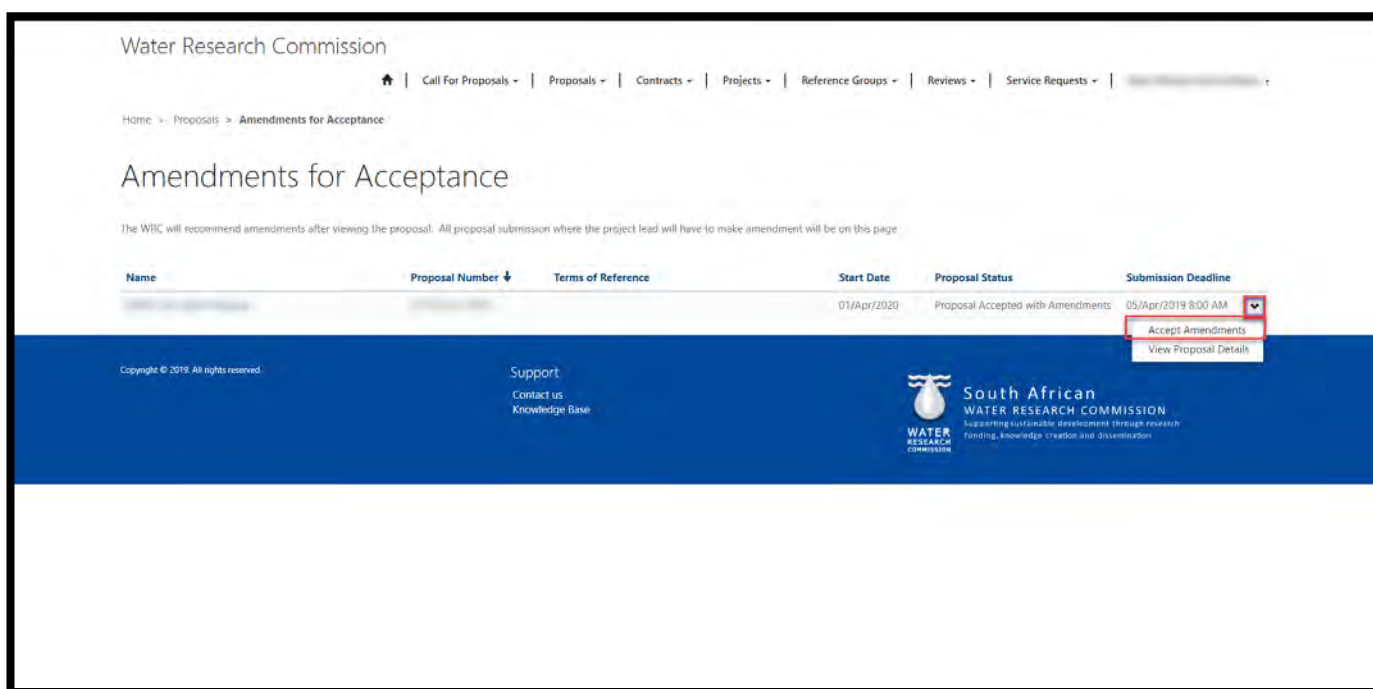 Water Research Commission
Call For Proposals | Proposals | Contracts | Projects | Reference Groups | Reviews | Service Requests |
Home > Proposals > Amendments for Acceptance
Amendments for Acceptance
The WRC will recommend amendments after viewing the proposal. All proposal submission where the project lead will have to make amendment will be on this page
Name Proposal Number Terms of Reference Start Date Proposal Status Submission Deadline
01/Apr/2020 Proposal Accepted with Amendments 05/Apr/2019 8:00 AM
Accept Amendments
View Proposal Details
Copyright © 2019. All rights reserved.
Support
Contact us
Knowledge Base
WATER
RESEARCH
COMMISSION
South African
WATER RESEARCH COMMISSION
Supporting sustainable development through research
funding, knowledge creation and dissemination